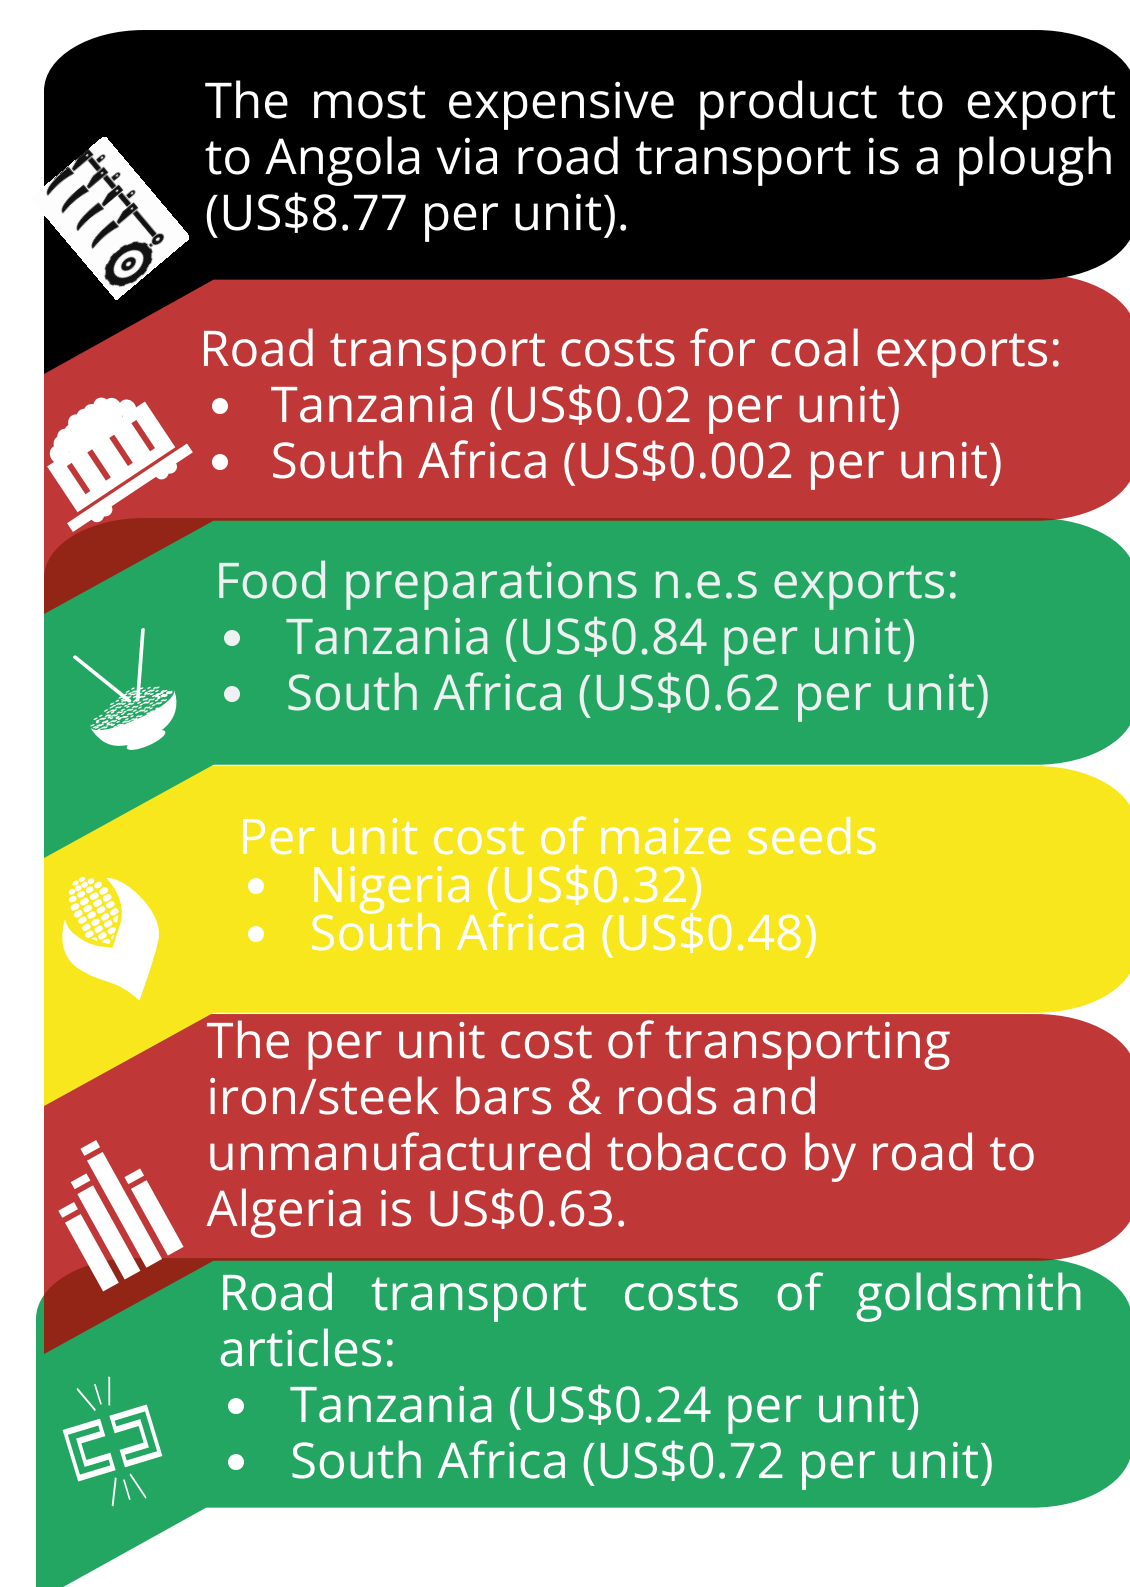 The most expensive product to export
to Angola via road transport is a plough
(US$8.77 per unit).
Road transport costs for coal exports:
• Tanzania (US$0.02 per unit)
• South Africa (US$0.002 per unit)
Food preparations n.e.s exports:
• Tanzania (US$0.84 per unit)
• South Africa (US$0.62 per unit)
Per unit cost of maize seeds
• Nigeria (US$0.32)
• South Africa (US$0.48)
The per unit cost of transporting
iron/steek bars & rods and
unmanufactured tobacco by road to
Algeria is US$0.63.
Road transport costs of goldsmith
articles:
• Tanzania (US$0.24 per unit)
• South Africa (US$0.72 per unit)